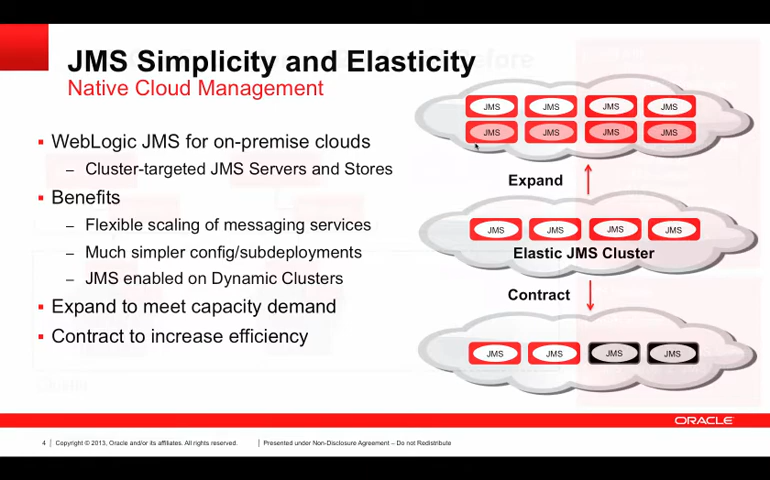 JMS Simplicity and Elasticity
Native Cloud Management
▪ WebLogic JMS for on-premise clouds
– Cluster-targeted JMS Servers and Stores
▪ Benefits
– Flexible scaling of messaging services
– Much simpler config/subdeployments
– JMS enabled on Dynamic Clusters
▪ Expand to meet capacity demand
▪ Contract to increase efficiency
JMS JMS JMS JMS
JMS JMS JMS JMS
Expand
JMS JMS JMS JMS
Elastic JMS Cluster
Contract
JMS JMS JMS JMS
ORACLE
4 | Copyright © 2013, Oracle and/or its affiliates. All rights reserved. | Presented under Non-Disclosure Agreement – Do not Redistribute